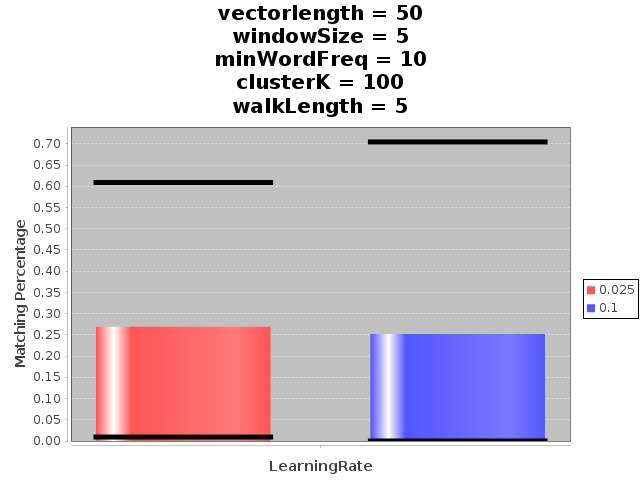 vectorlength = 50
windowSize = 5
minWordFreq = 10
clusterK = 100
walkLength = 5
Matching Percentage
0.70
0.65
0.60
0.55
0.50
0.45
0.40
0.35
0.30
0.25
0.20
0.15
0.10
0.05
0.00
LearningRate
0.025
0.1